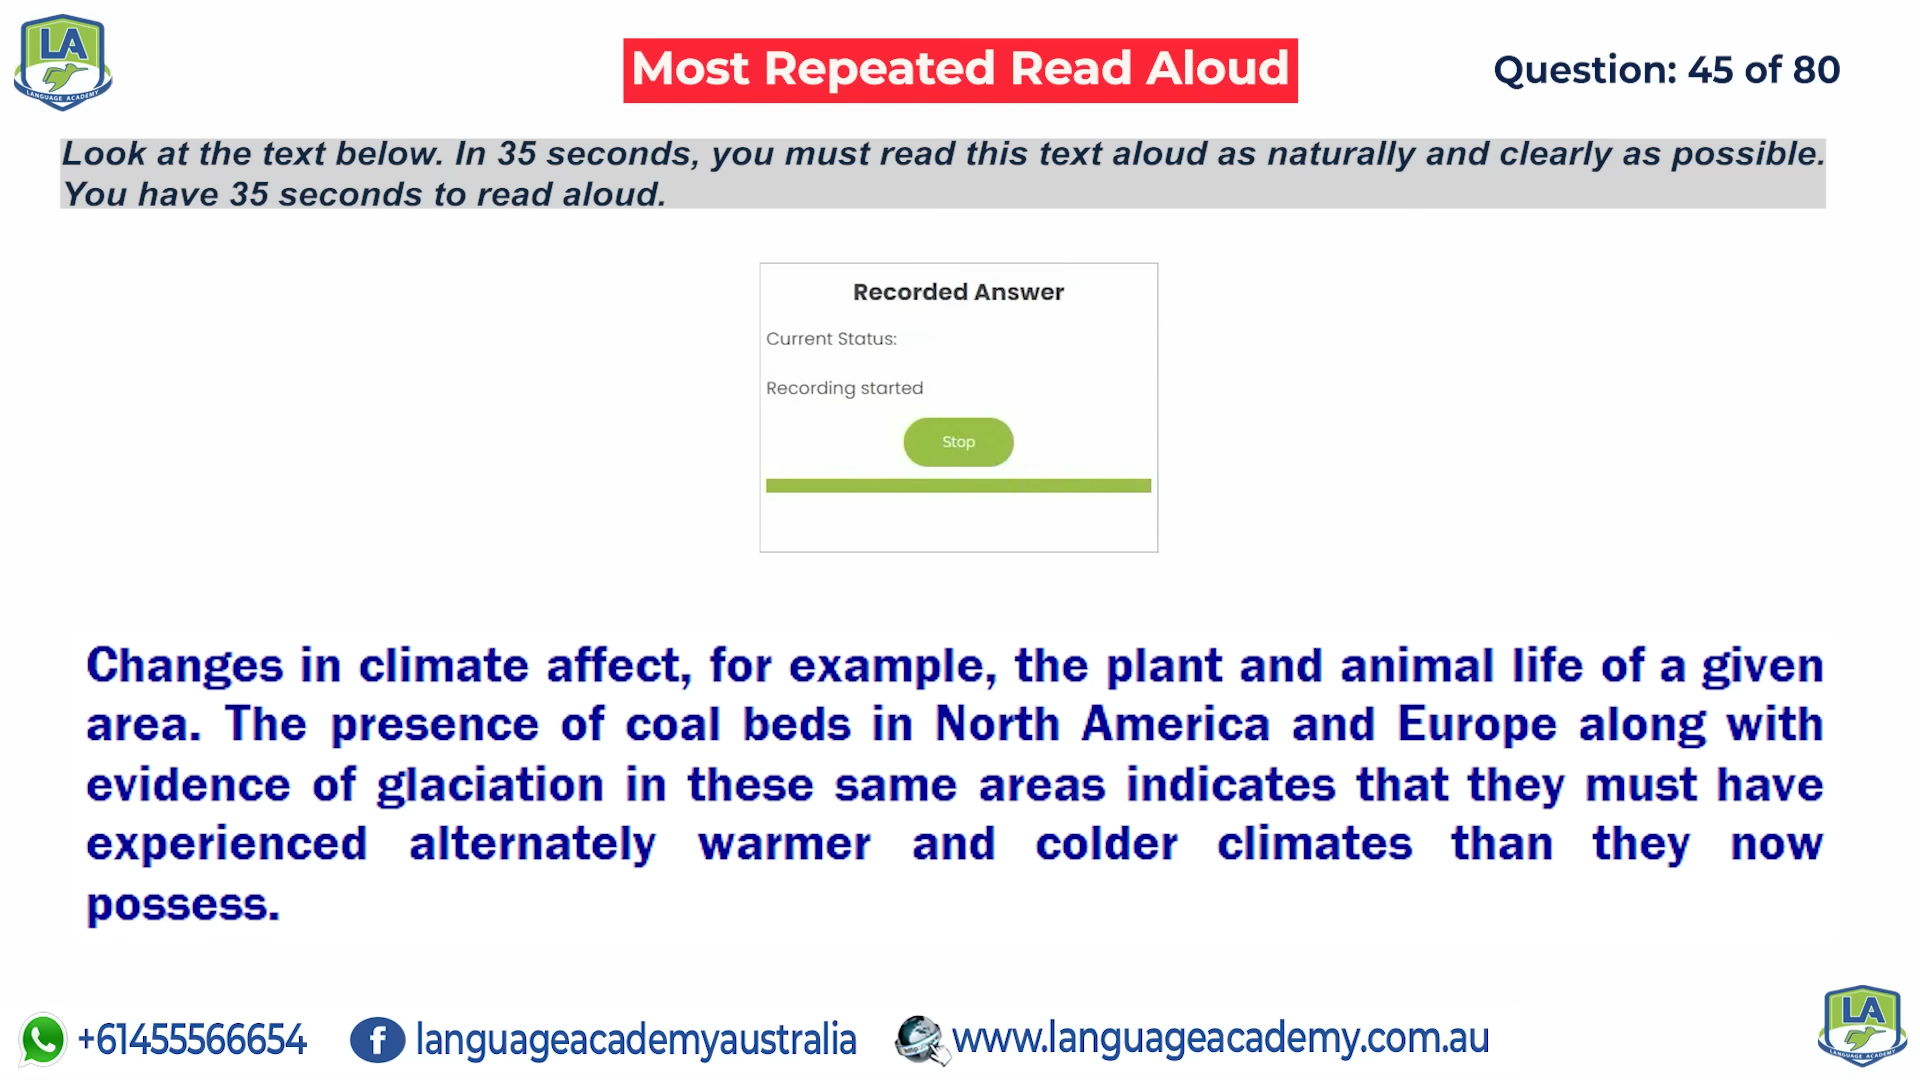 LA
LANGUAGE ACADEMY
Most Repeated Read Aloud
Question: 45 of 80
Look at the text below. In 35 seconds, you must read this text aloud as naturally and clearly as possible.
You have 35 seconds to read aloud.
Recorded Answer
Current Status:
Recording started
Stop
Changes in climate affect, for example, the plant and animal life of a given
area. The presence of coal beds in North America and Europe along with
evidence of glaciation in these same areas indicates that they must have
experienced alternately warmer and colder climates than they now
possess.
+61455566654
f
languageacademyaustralia
http
www.languageacademy.com.au
LA
LANGUAGE ACADEMY